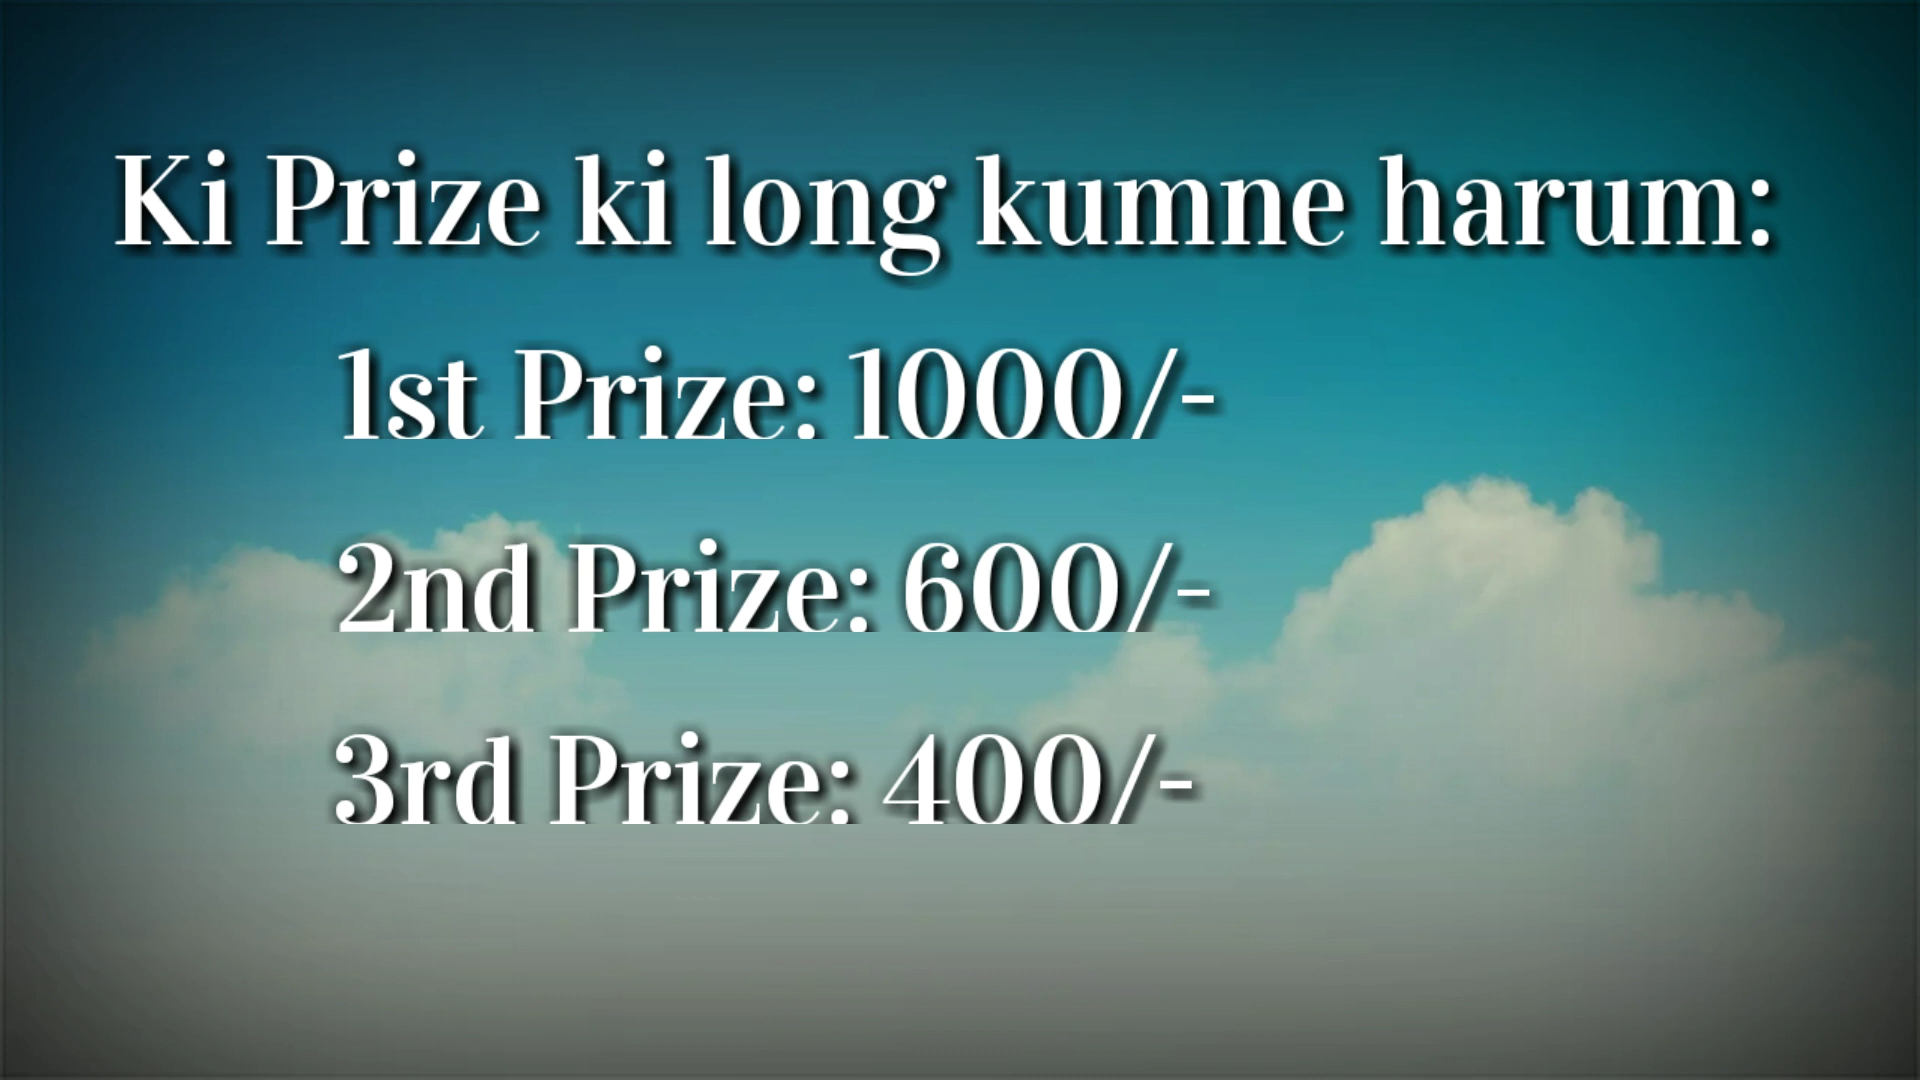 Ki Prize ki long kumne harum:
1st Prize: 1000/-
2nd Prize: 600/-
3rd Prize: 400/-